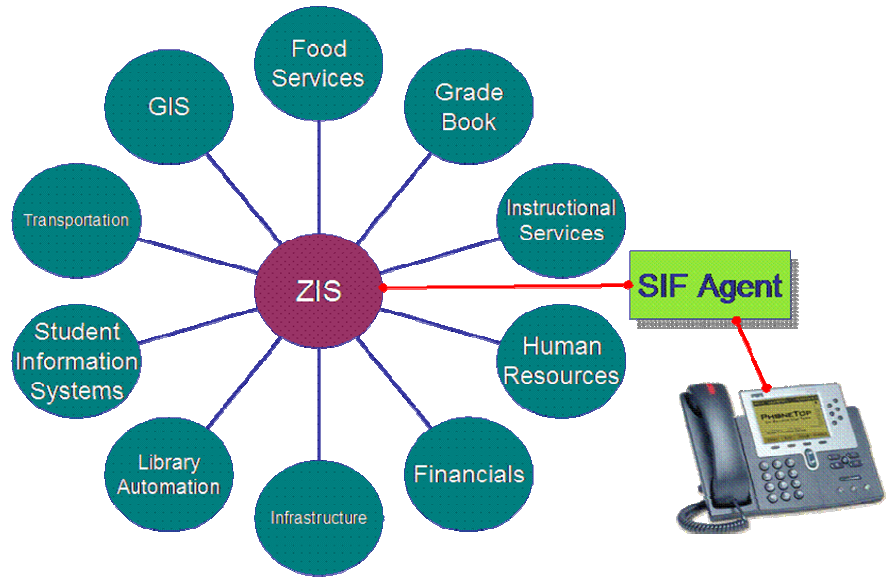 Food
Services
GIS
Grade
Book
Transportation
Instructional
Services
ZIS
SIF Agent
Student
Information
Systems
Human
Resources
Library
Automation
Financials
Infrastructure
PHONETOP